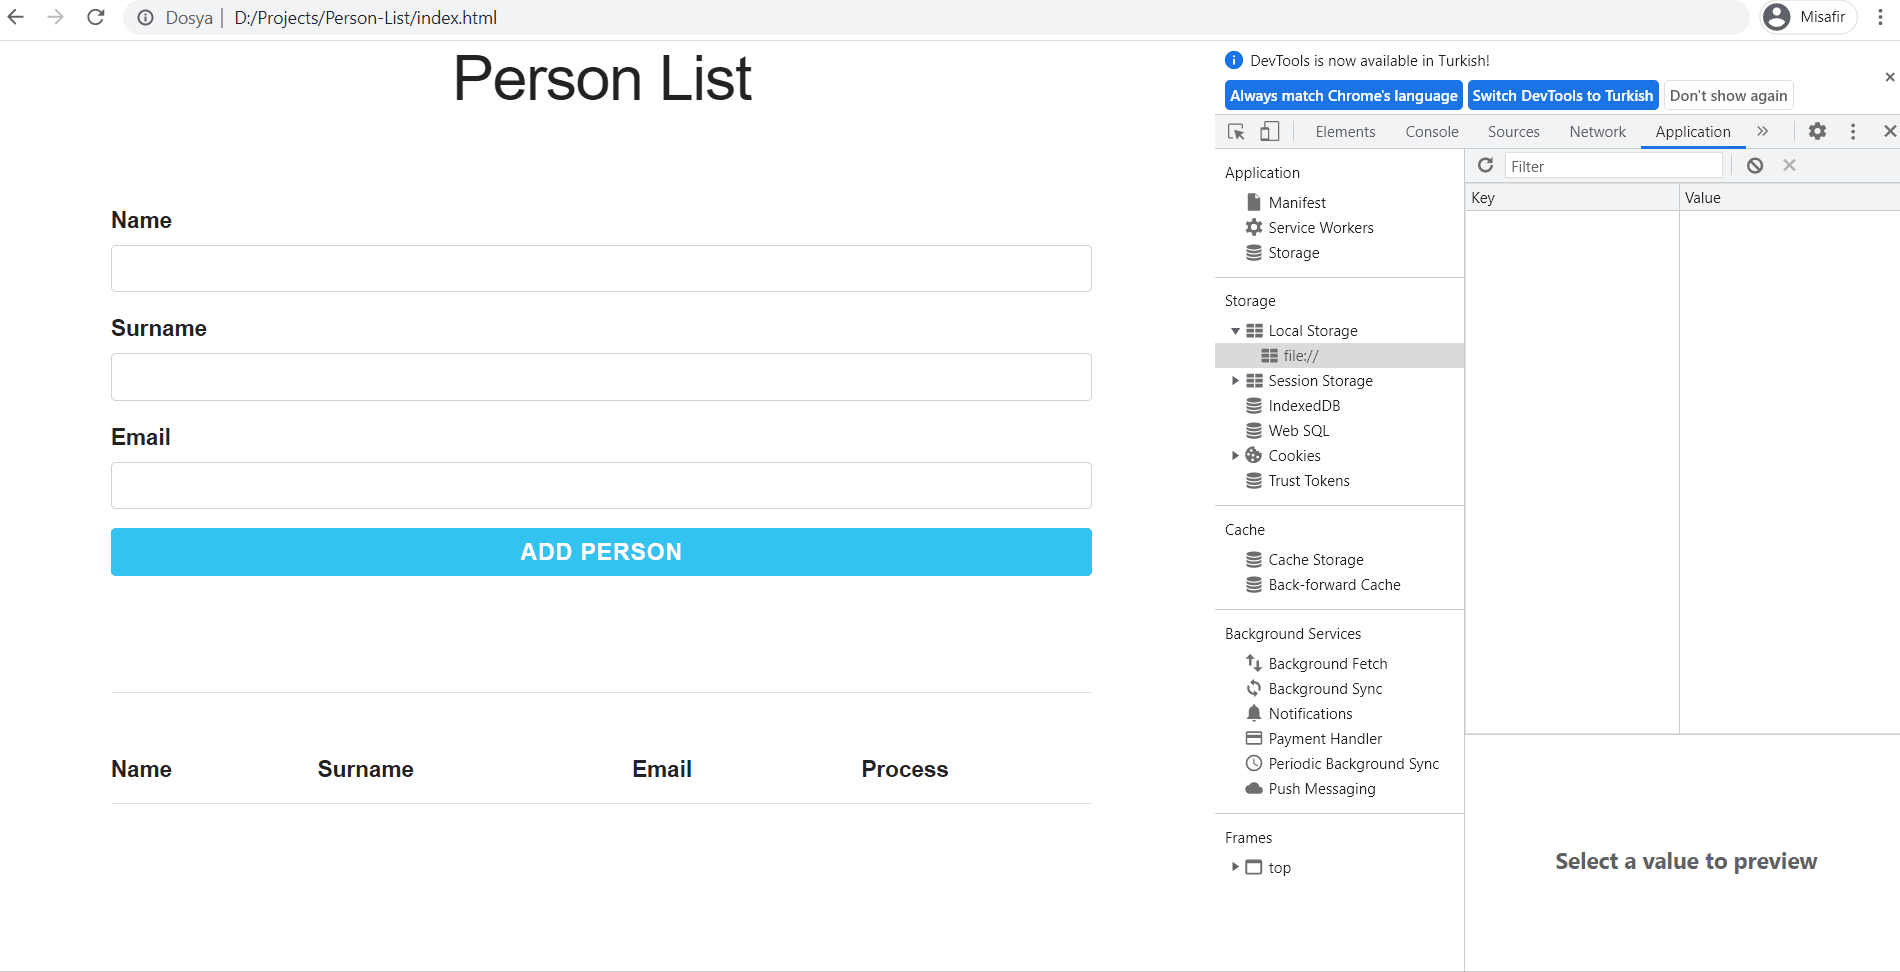 Dosya | D:/Projects/Person-List/index.html
Misafir
Person List
Name
Surname
Email
ADD PERSON
Name Surname Email Process
DevTools is now available in Turkish!
Always match Chrome's language Switch DevTools to Turkish Don't show again
Elements Console Sources Network Application
Application
Manifest
Service Workers
Storage
Storage
Local Storage
file://
Session Storage
IndexedDB
Web SQL
Cookies
Trust Tokens
Cache
Cache Storage
Back-forward Cache
Background Services
Background Fetch
Background Sync
Notifications
Payment Handler
Periodic Background Sync
Push Messaging
Frames
top
Filter
Key Value
Select a value to preview